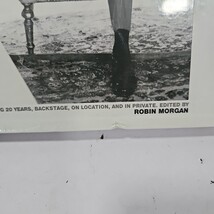 G 20 YEARS, BACKSTAGE, ON LOCATION, AND IN PRIVATE. EDITED BY
ROBIN MORGAN